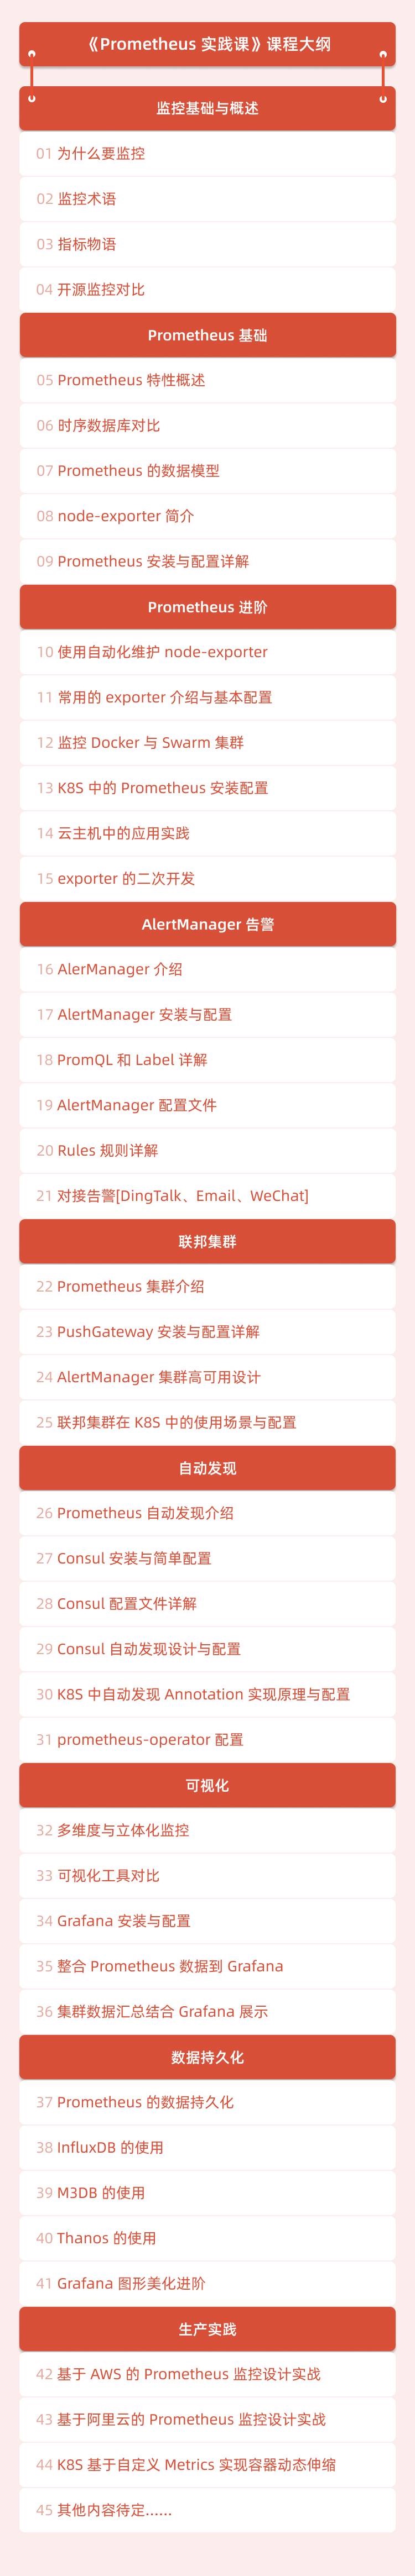 《Prometheus 实践课》课程大纲
监控基础与概述
01 为什么要监控
02 监控术语
03 指标物语
04 开源监控对比
Prometheus 基础
05 Prometheus 特性概述
06 时序数据库对比
07 Prometheus 的数据模型
08 node-exporter 简介
09 Prometheus 安装与配置详解
Prometheus 进阶
10 使用自动化维护 node-exporter
11 常用的 exporter 介绍与基本配置
12 监控 Docker 与 Swarm 集群
13 K8S 中的 Prometheus 安装配置
14 云主机中的应用实践
15 exporter 的二次开发
AlertManager 告警
16 AlerManager 介绍
17 AlertManager 安装与配置
18 PromQL 和 Label 详解
19 AlertManager 配置文件
20 Rules 规则详解
21 对接告警[DingTalk、Email、WeChat]
联邦集群
22 Prometheus 集群介绍
23 PushGateway 安装与配置详解
24 AlertManager 集群高可用设计
25 联邦集群在 K8S 中的使用场景与配置
自动发现
26 Prometheus 自动发现介绍
27 Consul 安装与简单配置
28 Consul 配置文件详解
29 Consul 自动发现设计与配置
30 K8S 中自动发现 Annotation 实现原理与配置
31 prometheus-operator 配置
可视化
32 多维度与立体化监控
33 可视化工具对比
34 Grafana 安装与配置
35 整合 Prometheus 数据到 Grafana
36 集群数据汇总结合 Grafana 展示
数据持久化
37 Prometheus 的数据持久化
38 InfluxDB 的使用
39 M3DB 的使用
40 Thanos 的使用
41 Grafana 图形美化进阶
生产实践
42 基于 AWS 的 Prometheus 监控设计实战
43 基于阿里云的 Prometheus 监控设计实战
44 K8S 基于自定义 Metrics 实现容器动态伸缩
45 其他内容待定……